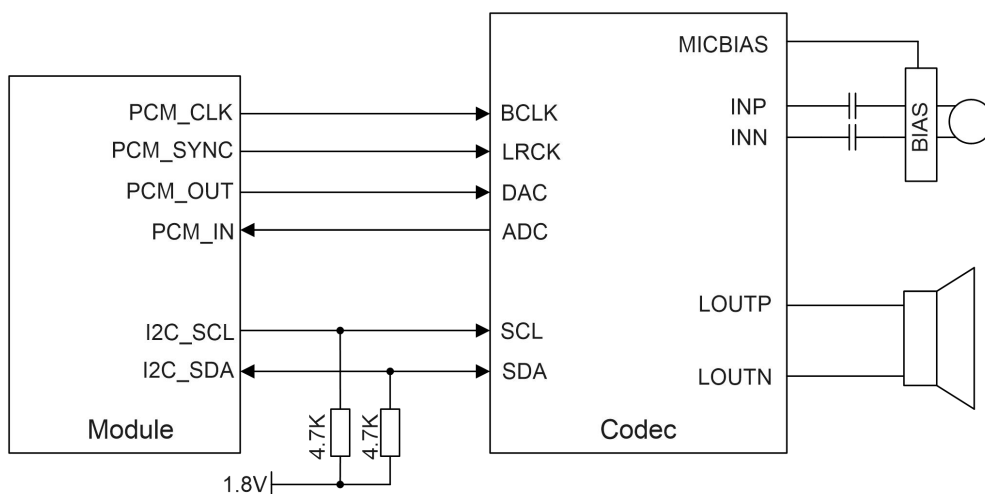 MICBIAS
PCM_CLK
BCLK
INP
BIAS
PCM_SYNC
LRCK
INN
PCM_OUT
DAC
PCM_IN
ADC
LOUTP
I2C_SCL
SCL
I2C_SDA
SDA
LOUTN
Module
4.7K
4.7K
Codec
1.8V